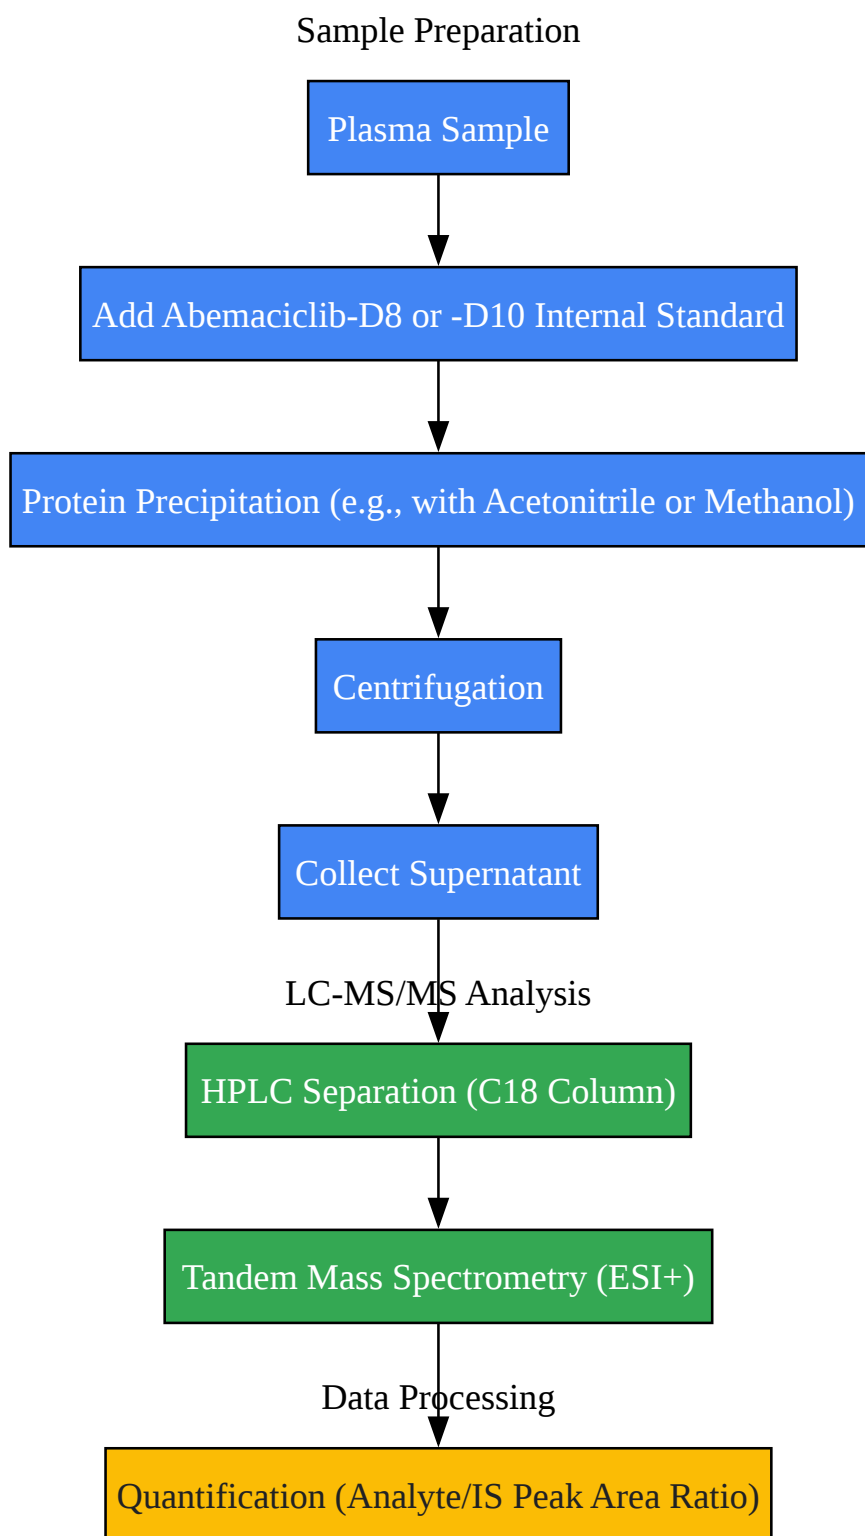 Sample Preparation
Plasma Sample
Add Abemaciclib-D8 or -D10 Internal Standard
Protein Precipitation (e.g., with Acetonitrile or Methanol)
Centrifugation
Collect Supernatant
LC-MS/MS Analysis
HPLC Separation (C18 Column)
Tandem Mass Spectrometry (ESI+)
Data Processing
Quantification (Analyte/IS Peak Area Ratio)